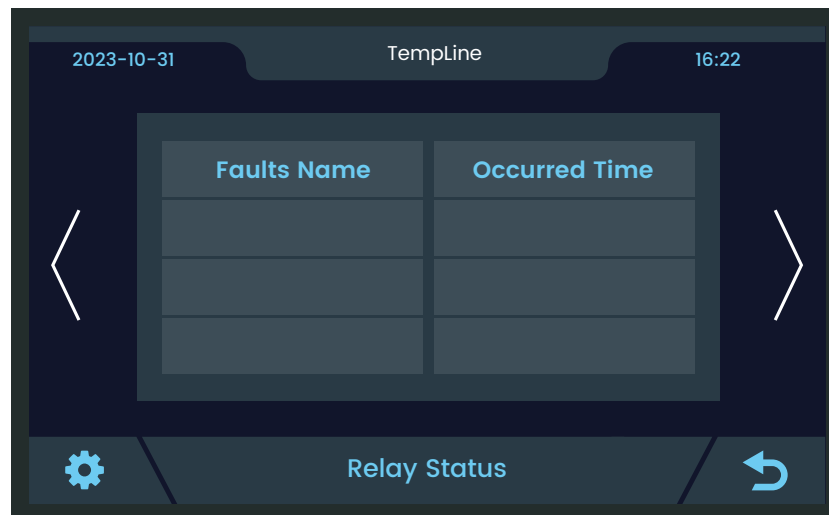 2023-10-31
TempLine
16:22
Faults Name
Occurred Time
Relay Status